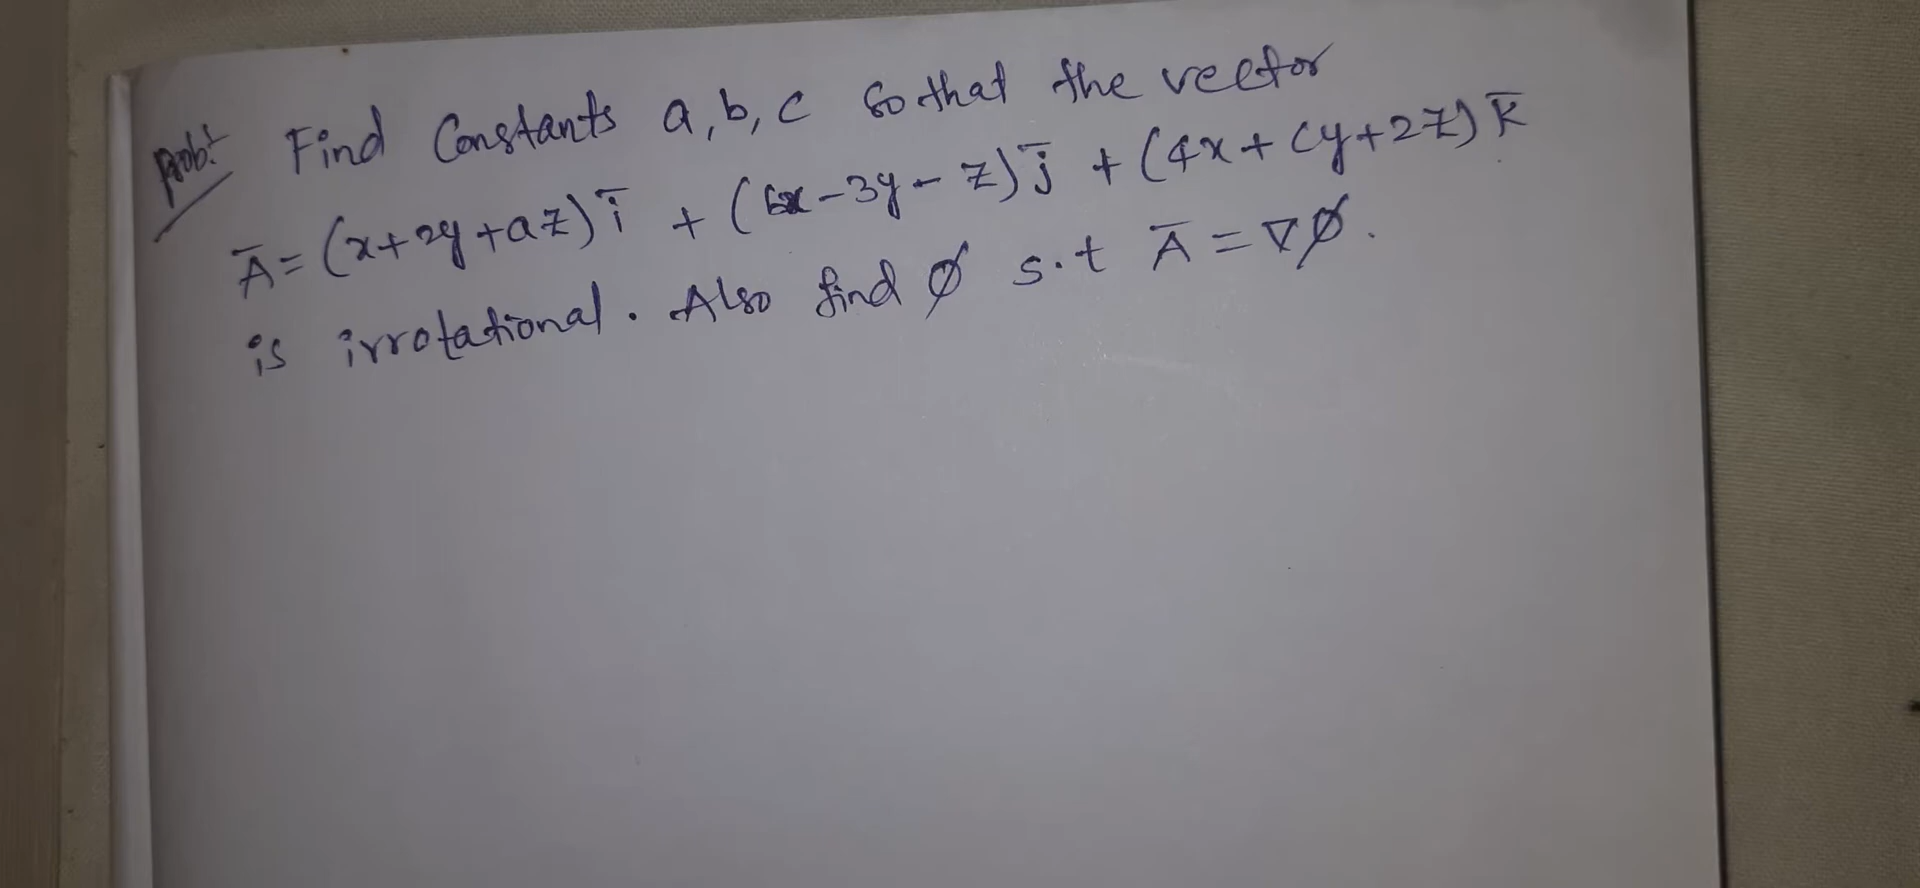 prob:- Find Constants a, b, c so that the vector
A̅ = (x+2y+az) i̅ + (bx-3y-z) j̅ + (4x+cy+2z) k̅
is irrotational. Also find ∅ s.t A̅ = ∇∅.